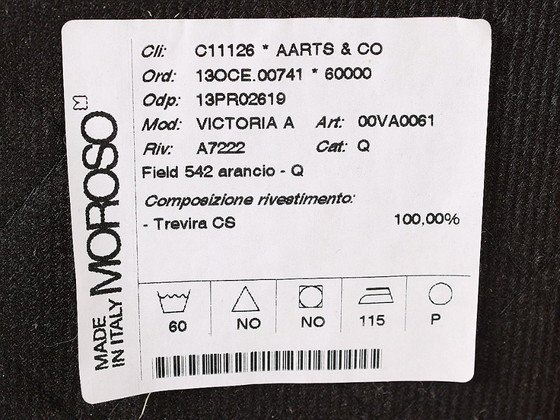 Cli: C11126 * AARTS & CO
Ord: 13OCE.00741 * 60000
Odp: 13PR02619
Mod: VICTORIA A Art: 00VA0061
Riv: A7222 Cat: Q
Field 542 arancio - Q
Composizione rivestimento:
- Trevira CS 100,00%
60 NO NO 115 P
MADE
IN ITALY
MOROSO